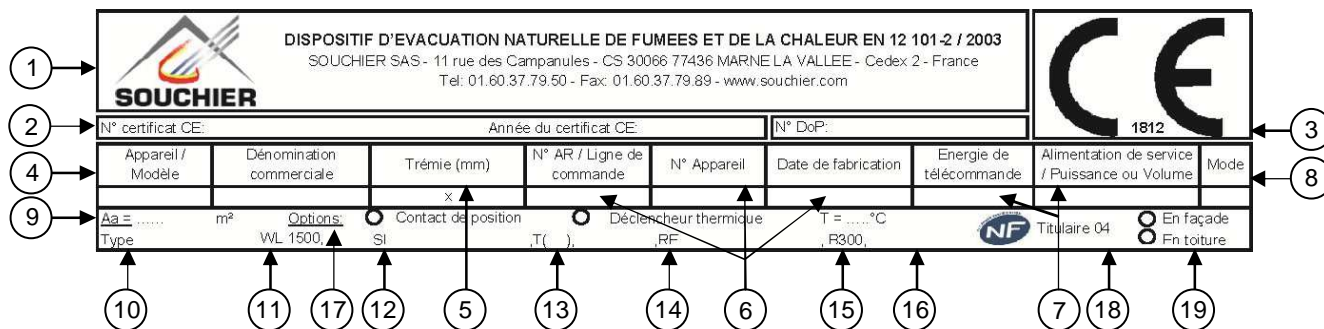 DISPOSITIF D'EVACUATION NATURELLE DE FUMEES ET DE LA CHALEUR EN 12 101-2 / 2003
SOUCHIER SAS - 11 rue des Campanules - CS 30066 77436 MARNE LA VALLEE - Cedex 2 - France
Tel: 01.60.37.79.50 - Fax: 01.60.37.79.89 - www.souchier.com
SOUCHIER
CE
1812
1
2
N° certificat CE: Année du certificat CE: N° DoP:
3
4
Appareil / Modèle
Dénomination commerciale
Trémie (mm)
N° AR / Ligne de commande
N° Appareil
Date de fabrication
Energie de télécommande
Alimentation de service / Puissance ou Volume
Mode
8
x
9
Aa = ...... m² Options: Contact de position Déclencheur thermique T = .....°C NF Titulaire 04 En façade
Type WL 1500, SI ,T( ), ,RF , R300, En toiture
10 11 17 12 5 13 14 6 15 16 7 18 19